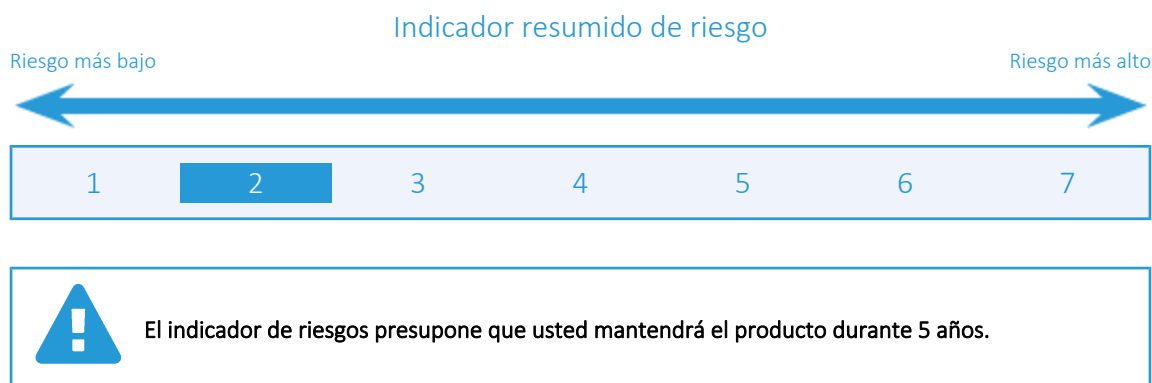 Indicador resumido de riesgo
Riesgo más bajo Riesgo más alto
1 2 3 4 5 6 7
El indicador de riesgos presupone que usted mantendrá el producto durante 5 años.